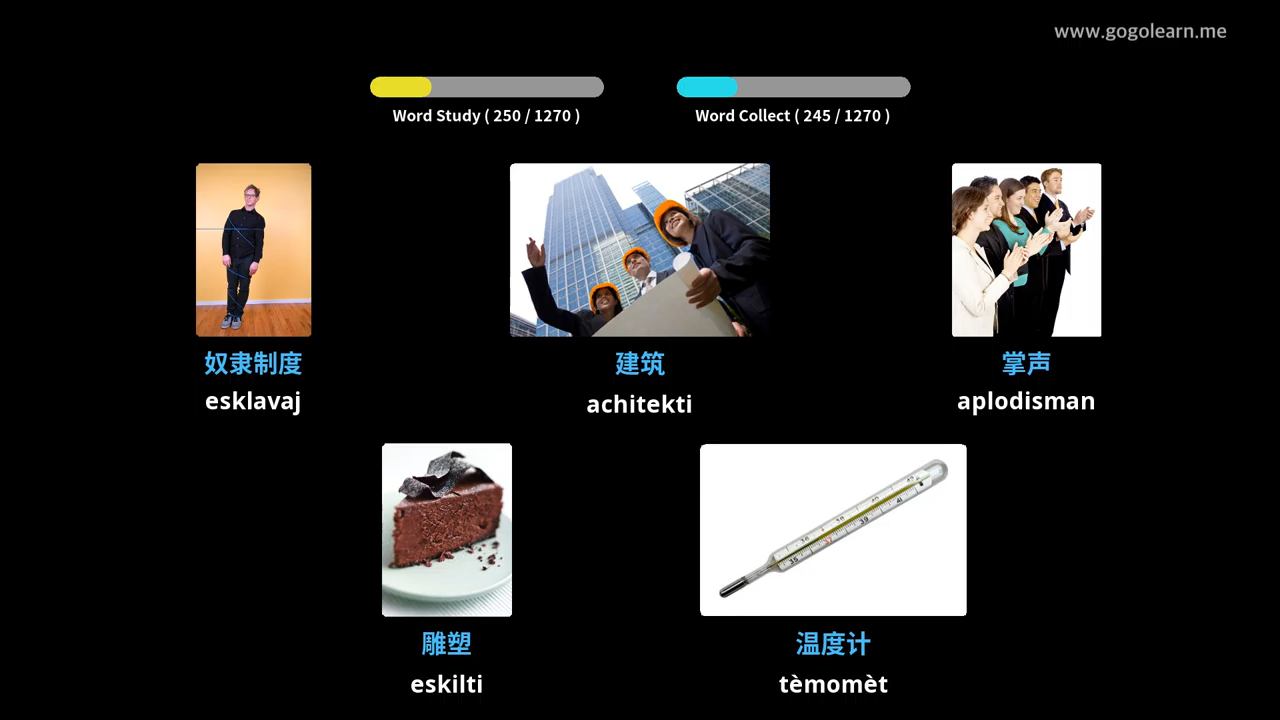 www.gogolearn.me
Word Study ( 250 / 1270 )
Word Collect ( 245 / 1270 )
奴隶制度
esklavaj
建筑
achitekti
掌声
aplodisman
雕塑
eskilti
温度计
tèmomèt